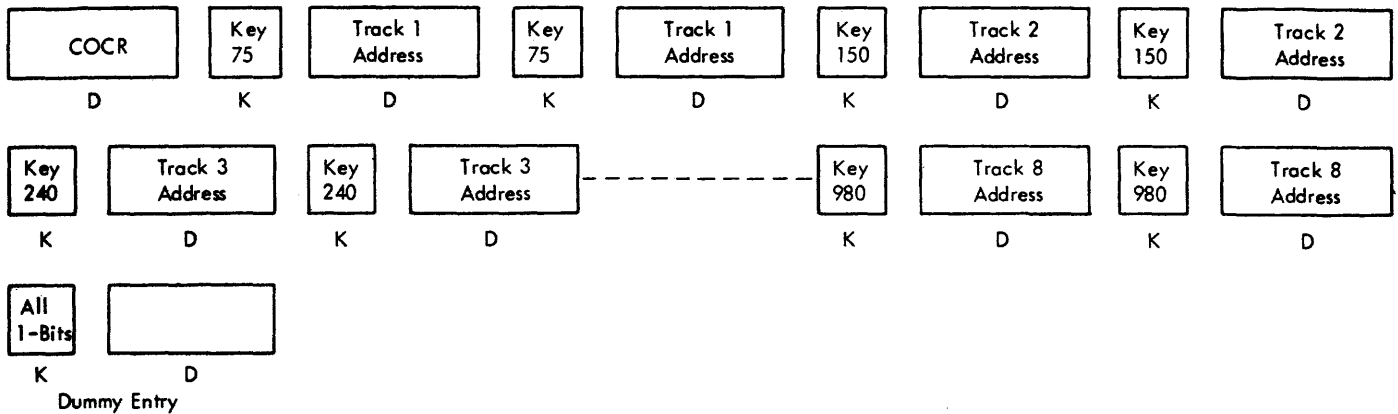 COCR Key 75 Track 1 Address Key 75 Track 1 Address Key 150 Track 2 Address Key 150 Track 2 Address
D K D K D K D K D
Key 240 Track 3 Address Key 240 Track 3 Address Key 980 Track 8 Address Key 980 Track 8 Address
K D K D K D K D
All 1-Bits
K D
Dummy Entry